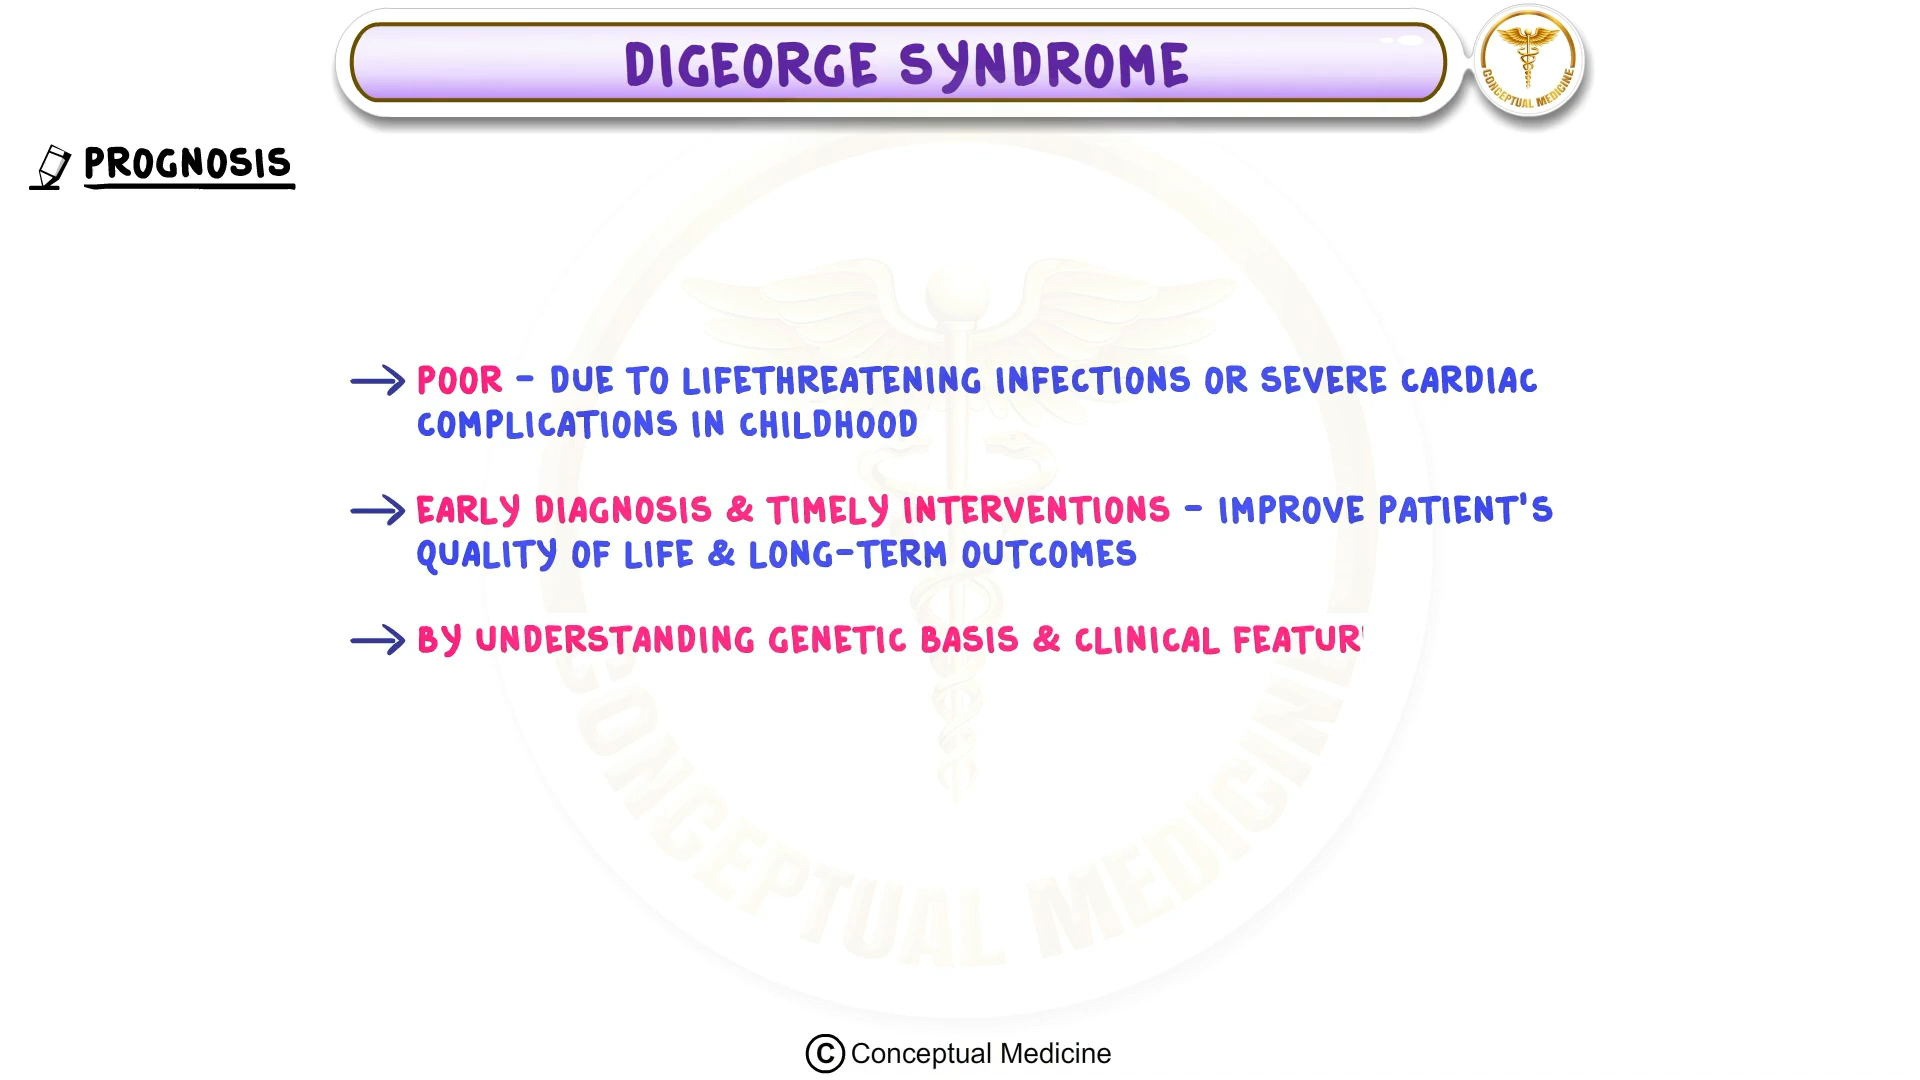 DIGEORGE SYNDROME
CONCEPTUAL MEDICINE
PROGNOSIS
→ POOR - DUE TO LIFETHREATENING INFECTIONS OR SEVERE CARDIAC
COMPLICATIONS IN CHILDHOOD
→ EARLY DIAGNOSIS & TIMELY INTERVENTIONS - IMPROVE PATIENT'S
QUALITY OF LIFE & LONG-TERM OUTCOMES
→ BY UNDERSTANDING GENETIC BASIS & CLINICAL FEATUR
CONCEPTUAL MEDICINE
© Conceptual Medicine